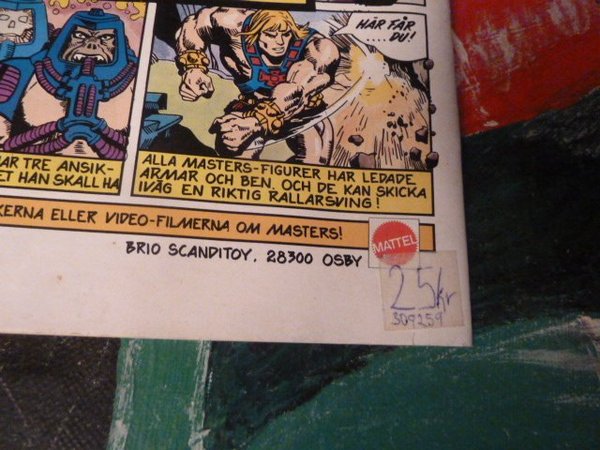 HÄR FÅR
.....DU!
AR TRE ANSIK-
ET HAN SKALL HA
ALLA MASTERS-FIGURER HAR LEDADE
ARMAR OCH BEN, OCH DE KAN SKICKA
IVÄG EN RIKTIG RALLARSVING!
KERNA ELLER VIDEO-FILMERNA OM MASTERS!
BRIO SCANDITOY, 28300 OSBY
MATTEL
25kr
309259